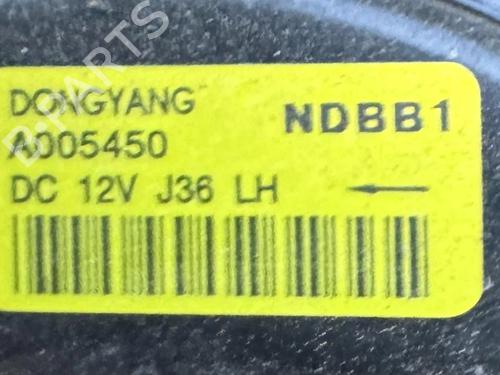 DONGYANG
NDBB1
A005450
DC 12V J36 LH
B-PARTS